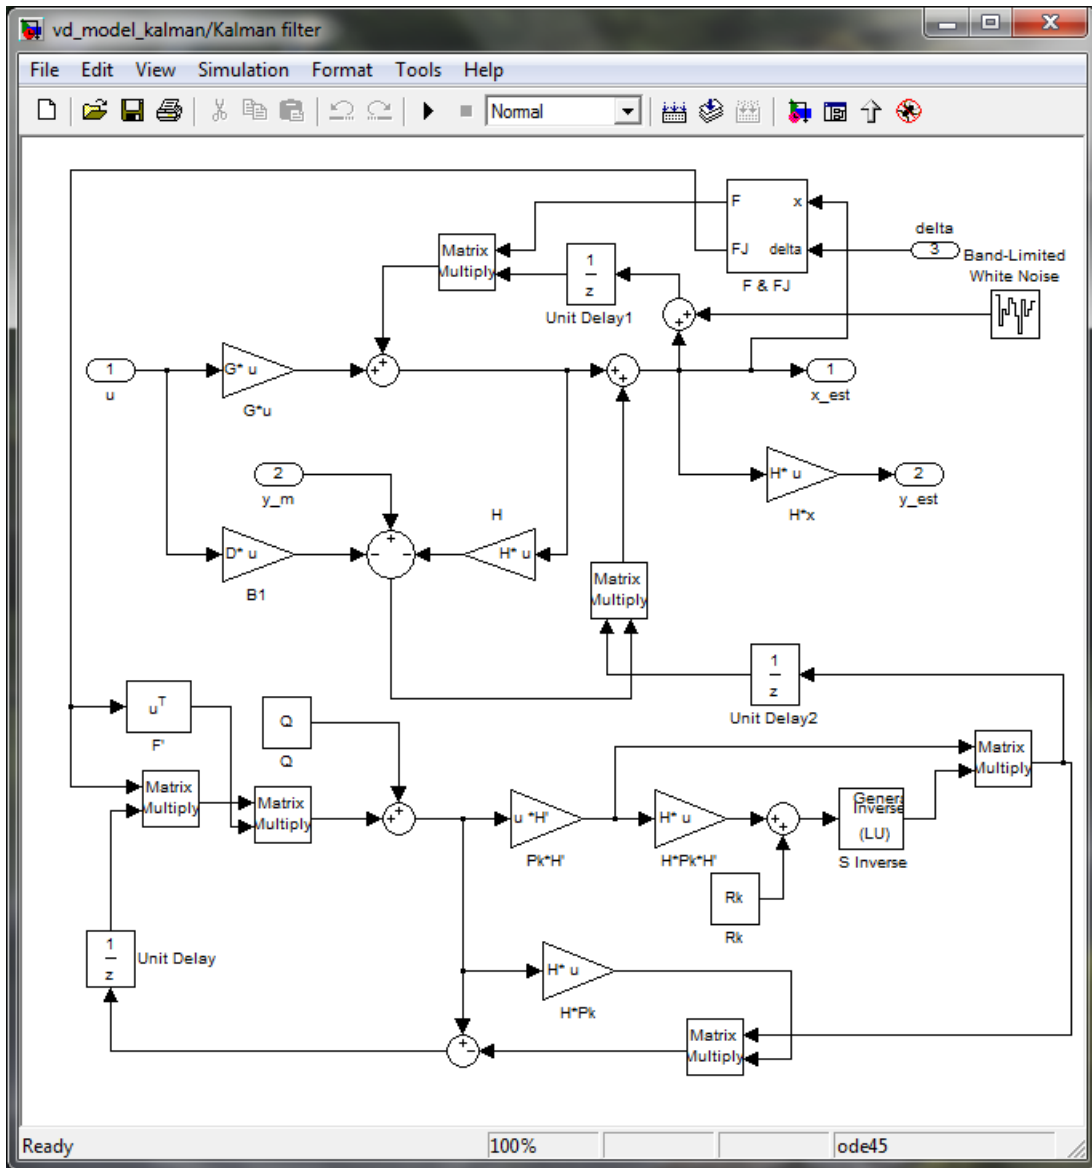 vd_model_kalman/Kalman filter
File Edit View Simulation Format Tools Help
Normal
F
x
FJ
delta
F & FJ
delta
3
Band-Limited
White Noise
Matrix
Multiply
1
z
Unit Delay1
+
+
1
u
G* u
G*u
+
+
+
+
1
x_est
2
y_m
H* u
H*x
2
y_est
D* u
B1
+
−
−
H
H* u
Matrix
Multiply
1
z
Unit Delay2
u T
F'
Q
Q
Matrix
Multiply
Matrix
Multiply
+
+
u *H'
Pk*H'
H* u
H*Pk*H'
+
+
Genera
Inverse
(LU)
S Inverse
Matrix
Multiply
Rk
Rk
1
z
Unit Delay
H* u
H*Pk
+
−
Matrix
Multiply
Ready 100% ode45